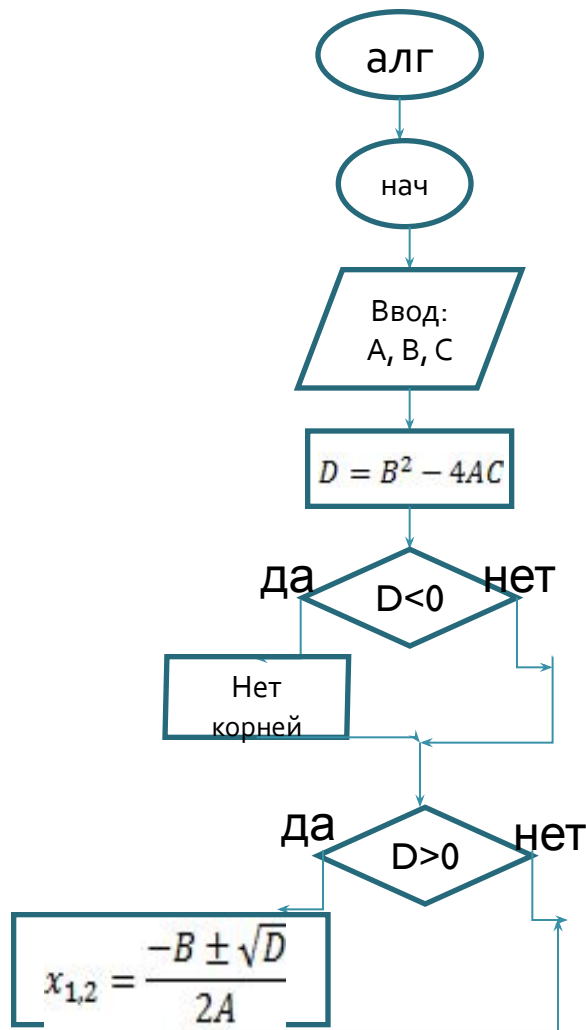 алг
нач
Ввод:
A, B, C
D = B² − 4AC
да
нет
D<0
Нет
корней
да
нет
D>0
x₁,₂ = (−B ± √D) / 2A